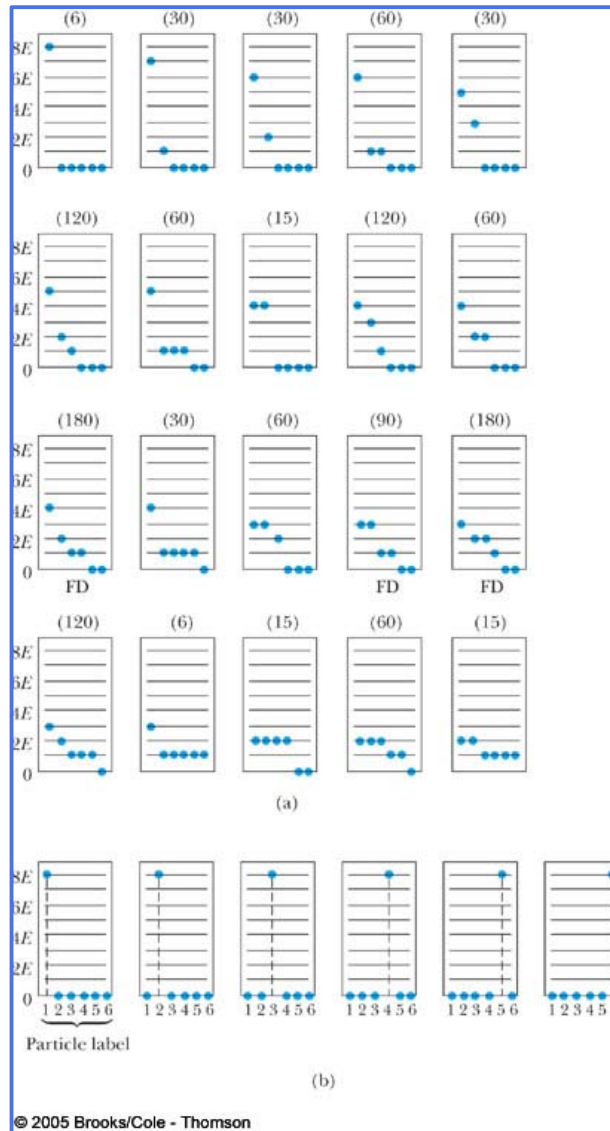 (6) (30) (30) (60) (30)
8E
6E
4E
2E
0
(120) (60) (15) (120) (60)
8E
6E
4E
2E
0
(180) (30) (60) (90) (180)
8E
6E
4E
2E
0
FD FD FD
(120) (6) (15) (60) (15)
8E
6E
4E
2E
0
(a)
8E
6E
4E
2E
0
1 2 3 4 5 6 1 2 3 4 5 6 1 2 3 4 5 6 1 2 3 4 5 6 1 2 3 4 5 6 1 2 3 4 5
Particle label
(b)
© 2005 Brooks/Cole - Thomson